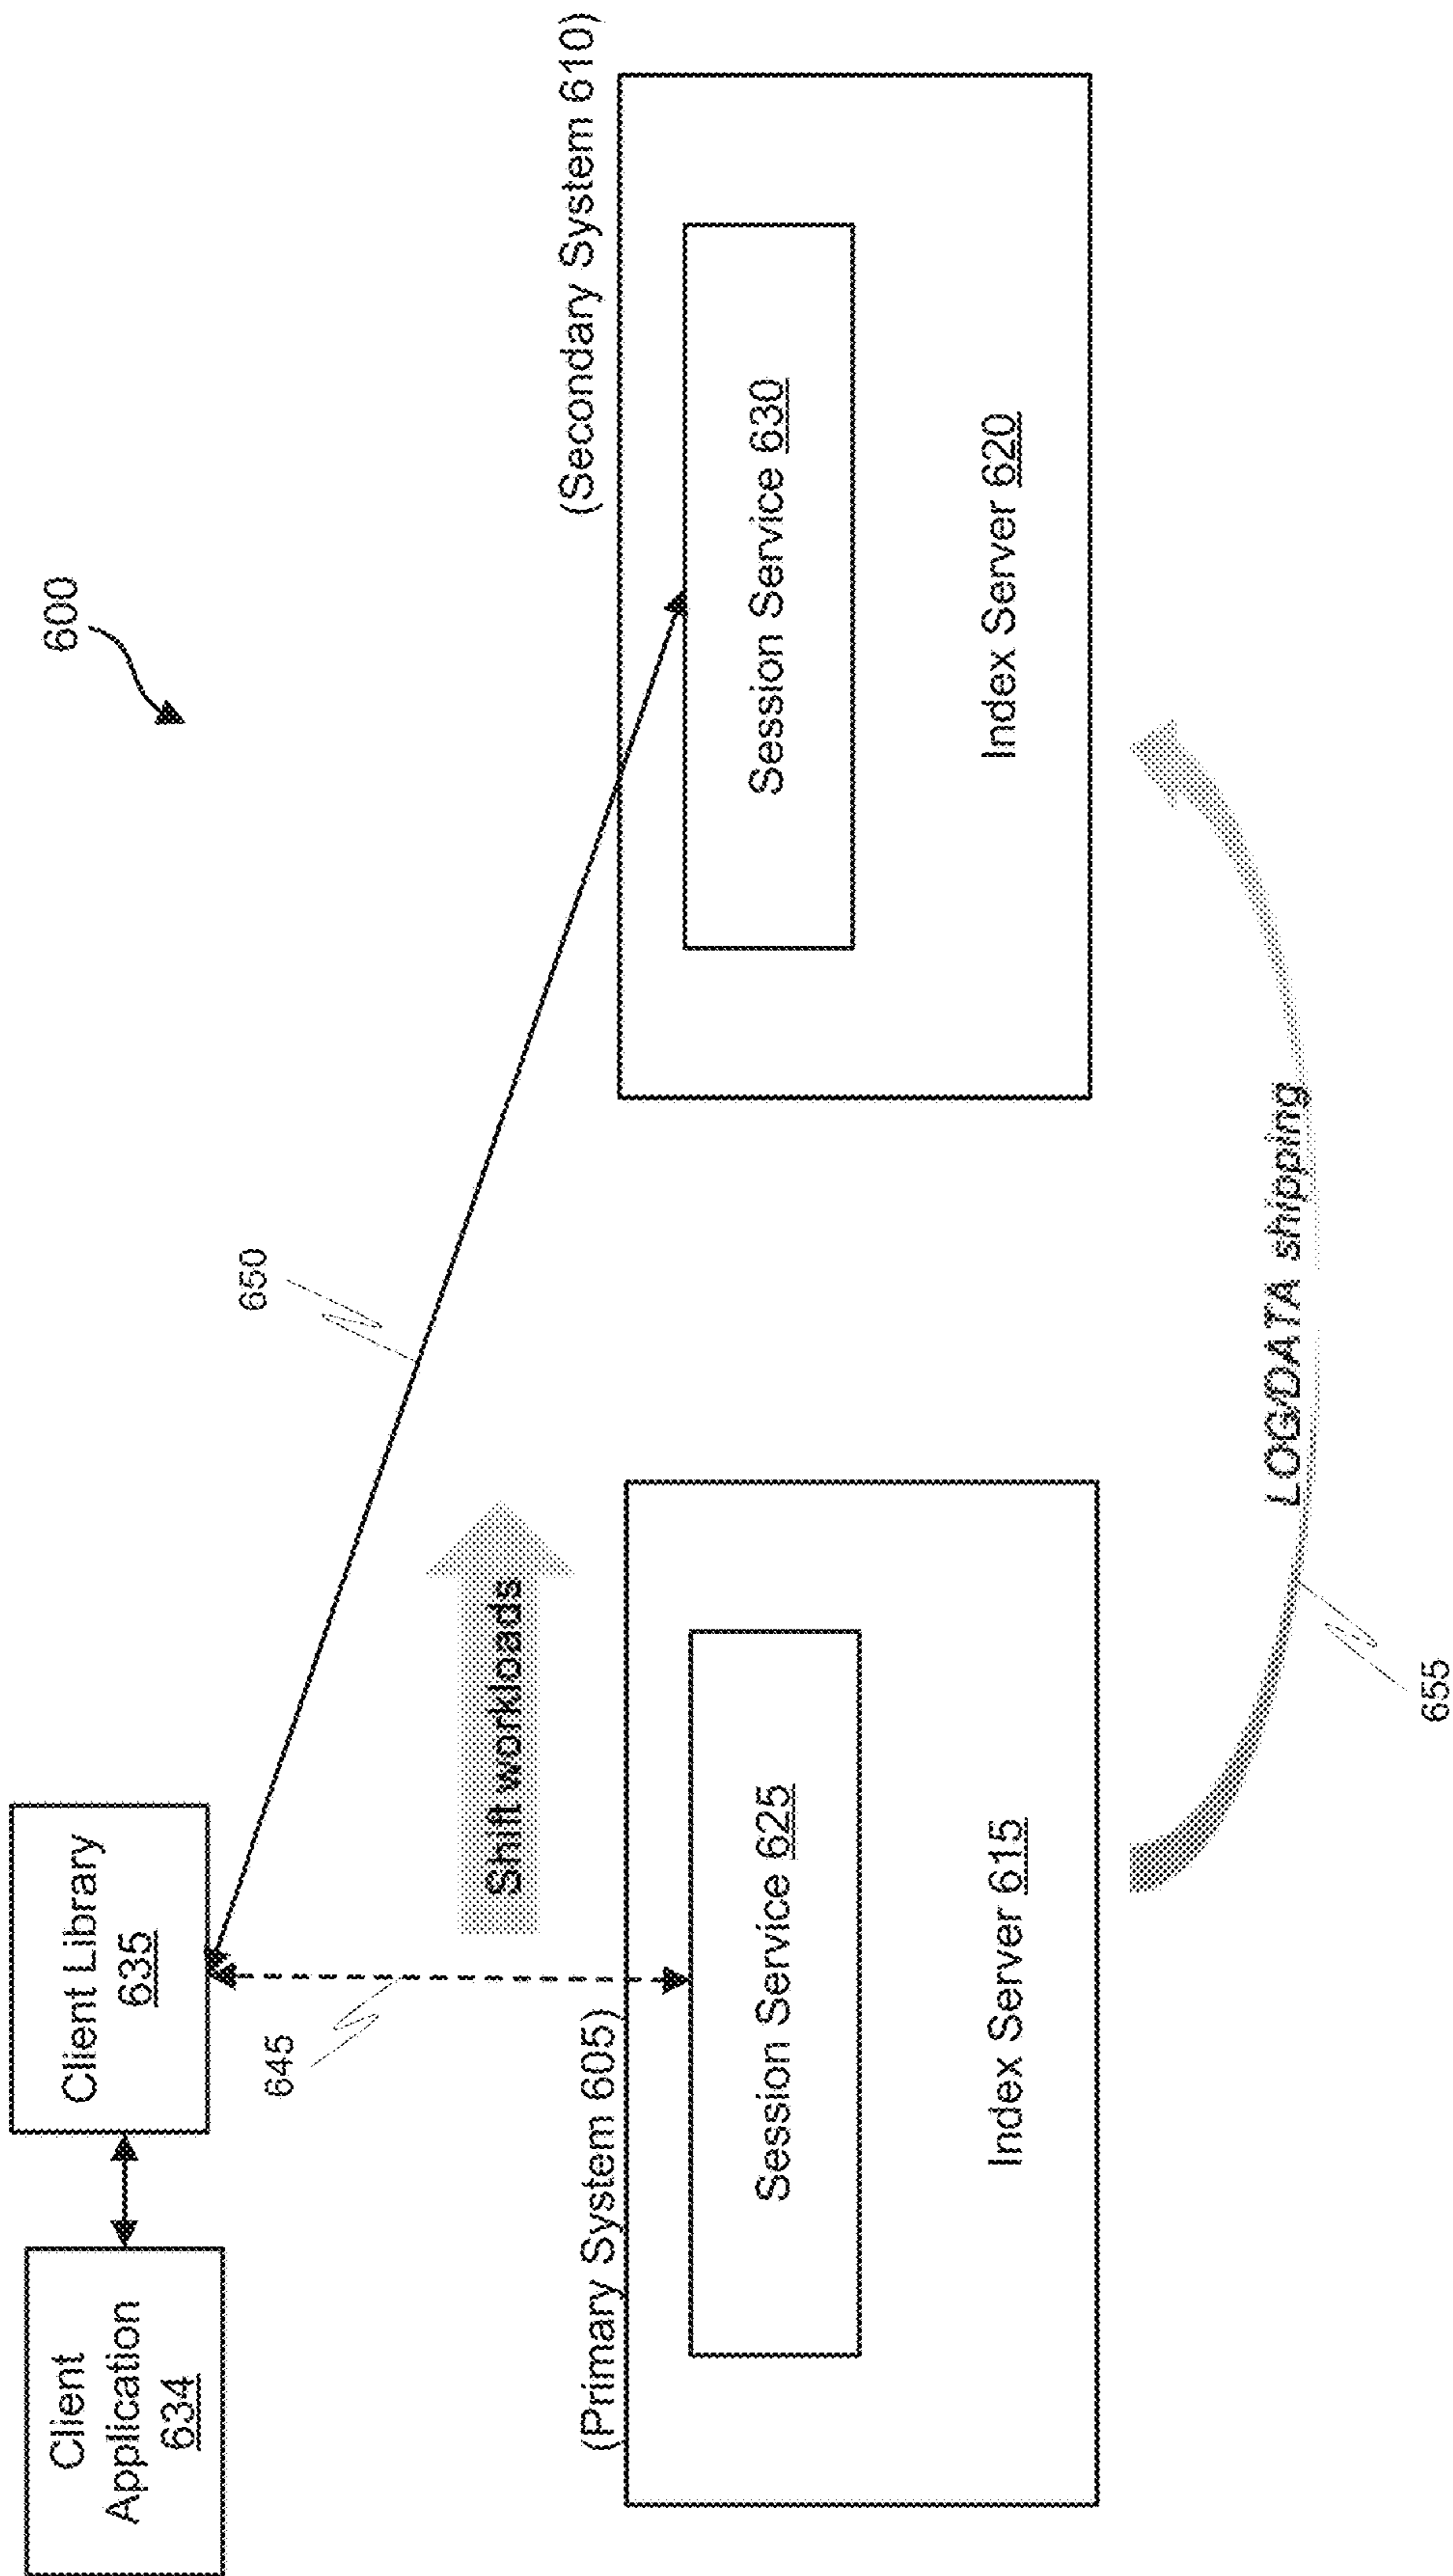 600
Client
Application
634
Client Library
635
645
650
Shift workloads
(Primary System 605)
Session Service 625
Index Server 615
(Secondary System 610)
Session Service 630
Index Server 620
LOG/DATA shipping
655